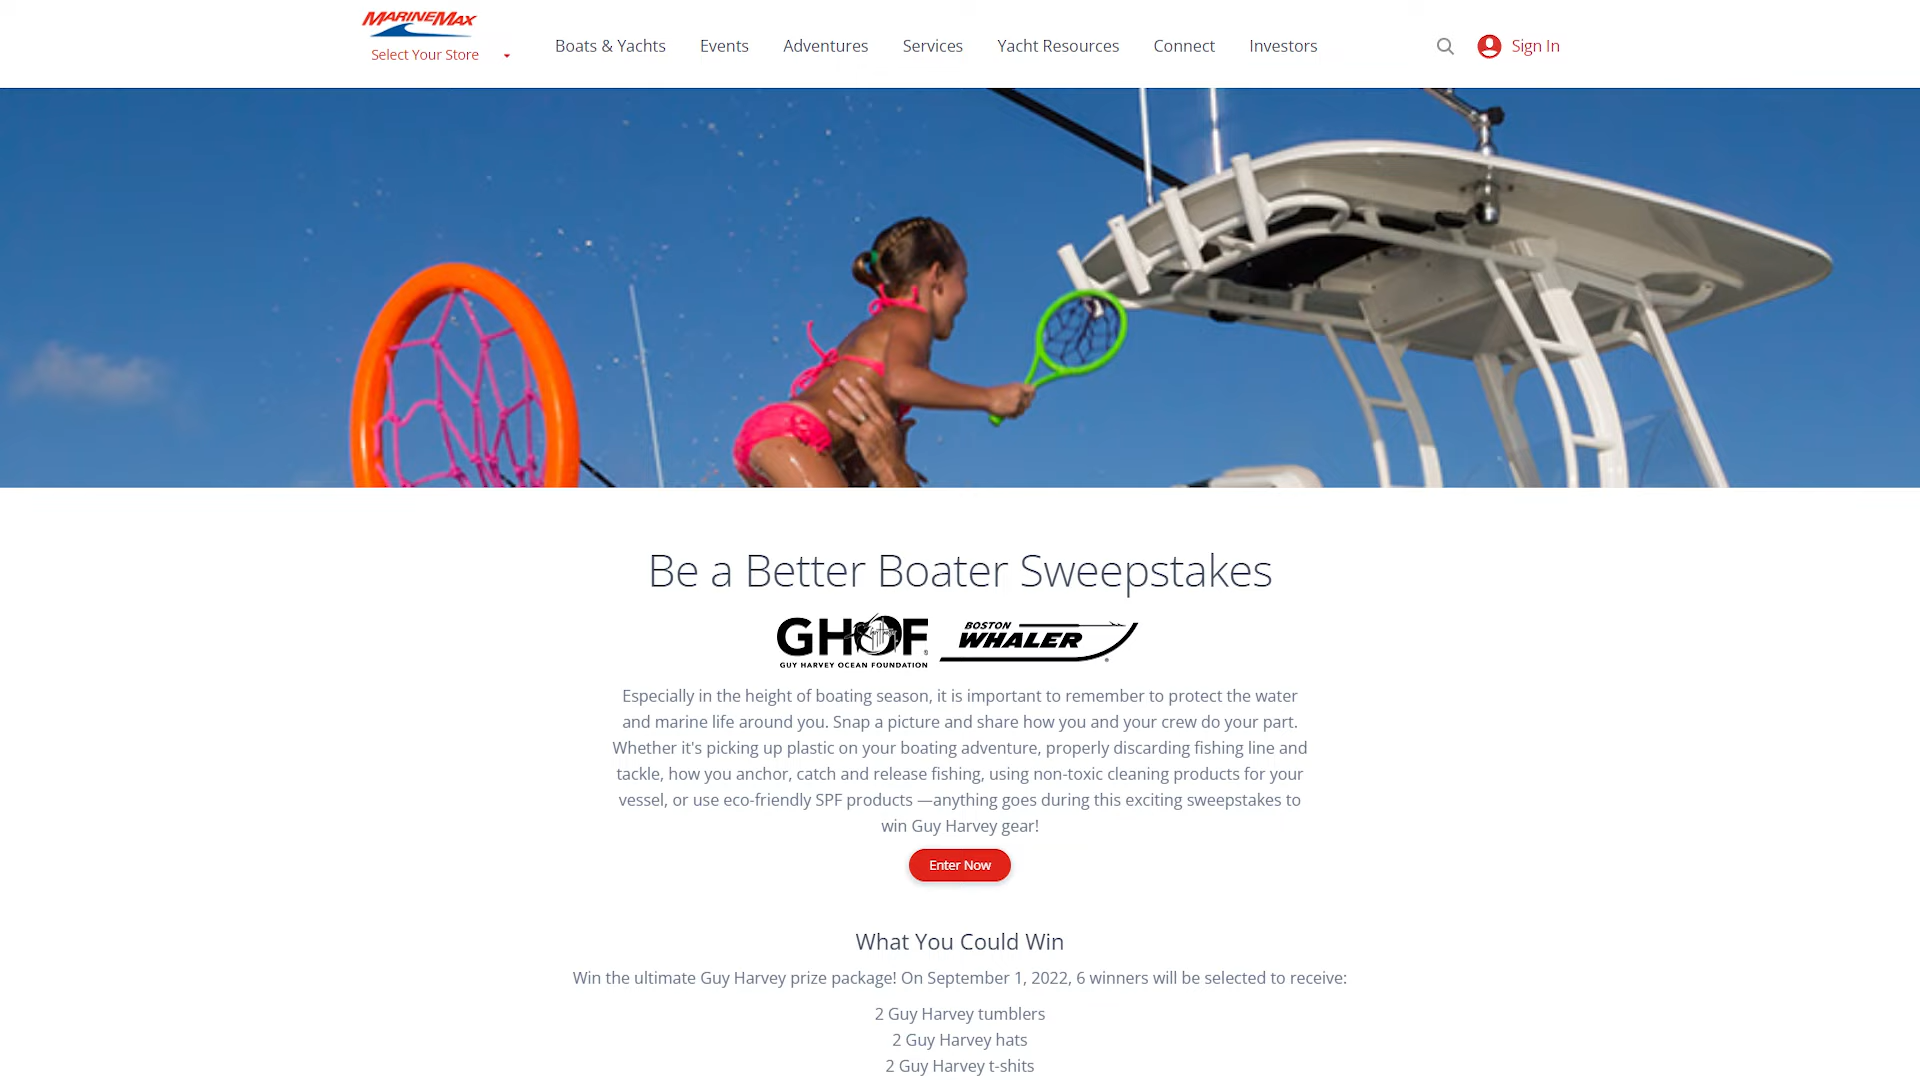 MARINEMAX
Select Your Store
Boats & Yachts
Events
Adventures
Services
Yacht Resources
Connect
Investors
Sign In
Be a Better Boater Sweepstakes
GHOF
GUY HARVEY OCEAN FOUNDATION
BOSTON
WHALER
Especially in the height of boating season, it is important to remember to protect the water
and marine life around you. Snap a picture and share how you and your crew do your part.
Whether it's picking up plastic on your boating adventure, properly discarding fishing line and
tackle, how you anchor, catch and release fishing, using non-toxic cleaning products for your
vessel, or use eco-friendly SPF products —anything goes during this exciting sweepstakes to
win Guy Harvey gear!
Enter Now
What You Could Win
Win the ultimate Guy Harvey prize package! On September 1, 2022, 6 winners will be selected to receive:
2 Guy Harvey tumblers
2 Guy Harvey hats
2 Guy Harvey t-shits